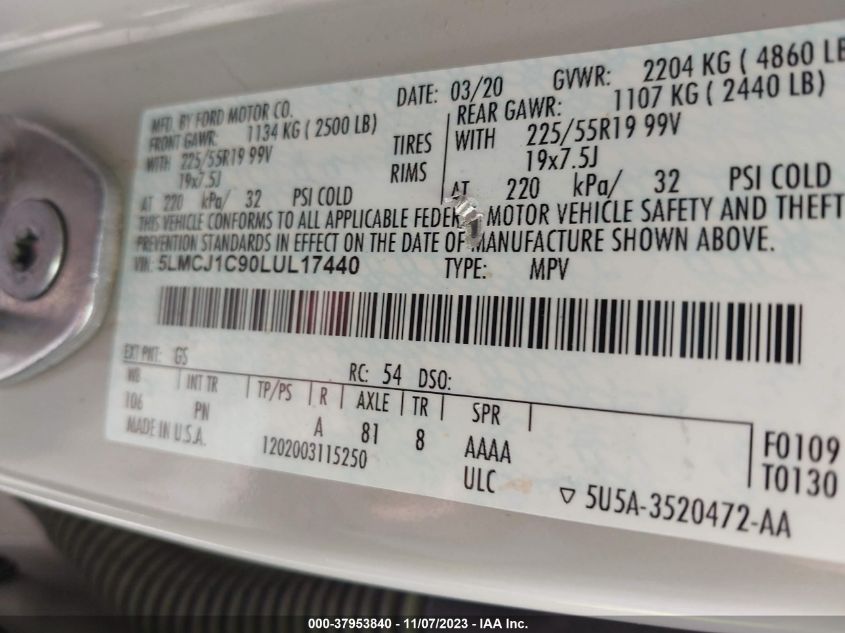 MFD. BY FORD MOTOR CO. DATE: 03/20 GVWR: 2204 KG ( 4860 LB
FRONT GAWR: 1134 KG ( 2500 LB) REAR GAWR: 1107 KG ( 2440 LB)
WITH 225/55R19 99V TIRES WITH 225/55R19 99V
19x7.5J RIMS 19x7.5J
AT 220 kPa/ 32 PSI COLD AT 220 kPa/ 32 PSI COLD
THIS VEHICLE CONFORMS TO ALL APPLICABLE FEDER MOTOR VEHICLE SAFETY AND THEFT
PREVENTION STANDARDS IN EFFECT ON THE DATE OF MANUFACTURE SHOWN ABOVE.
VIN: 5LMCJ1C90LUL17440 TYPE: MPV
EXT PNT: GS RC: 54 DSO:
WB INT TR TP/PS R AXLE TR SPR
106 PN A 81 8 AAAA F0109
MADE IN U.S.A. 1202003115250 ULC T0130
▽ 5U5A-3520472-AA
000-37953840 - 11/07/2023 - IAA Inc.